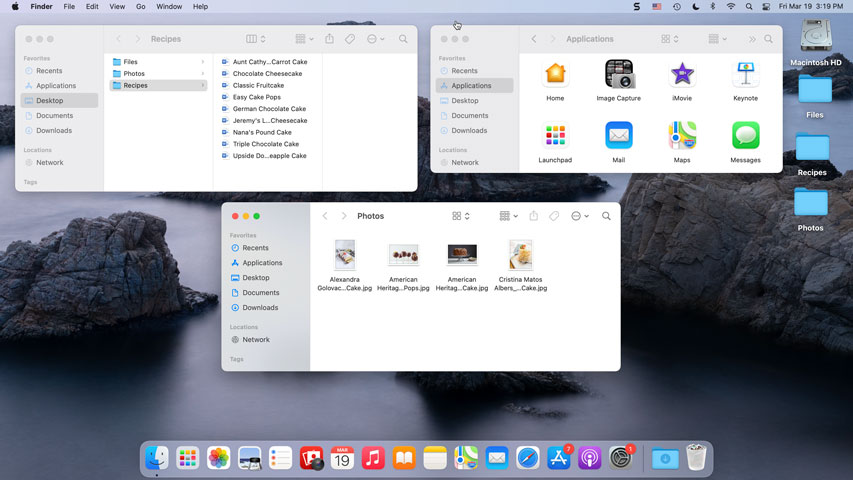 Finder File Edit View Go Window Help
Fri Mar 19 3:19 PM
Recipes
Favorites
Recents
Applications
Desktop
Documents
Downloads
Locations
Network
Tags
Files
Photos
Recipes
Aunt Cathy...Carrot Cake
Chocolate Cheesecake
Classic Fruitcake
Easy Cake Pops
German Chocolate Cake
Jeremy's L...Cheesecake
Nana's Pound Cake
Triple Chocolate Cake
Upside Do...eapple Cake
Applications
Favorites
Recents
Applications
Desktop
Documents
Downloads
Locations
Network
Home
Image Capture
iMovie
Keynote
Launchpad
Mail
Maps
Messages
Macintosh HD
Files
Recipes
Photos
Photos
Favorites
Recents
Applications
Desktop
Documents
Downloads
Locations
Network
Tags
Alexandra
Golovac...Cake.jpg
American
Heritag...Pops.jpg
American
Heritag...Cake.jpg
Cristina Matos
Albers_...Cake.jpg
MAR
19
7
1